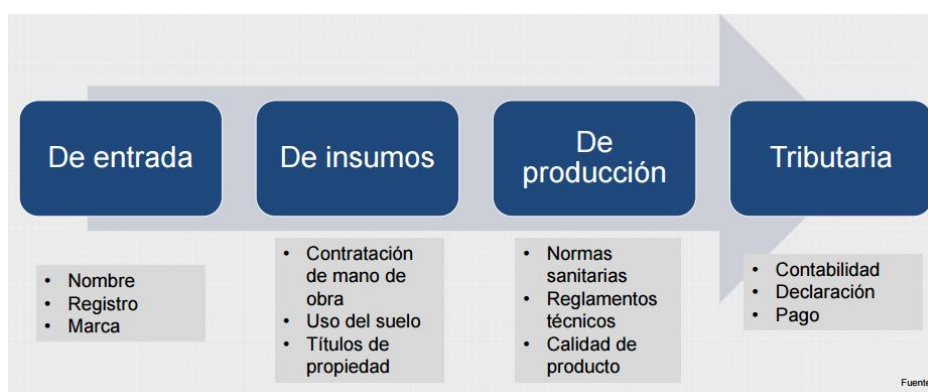 De entrada
De insumos
De
producción
Tributaria
• Nombre
• Registro
• Marca
• Contratación
de mano de
obra
• Uso del suelo
• Títulos de
propiedad
• Normas
sanitarias
• Reglamentos
técnicos
• Calidad de
producto
• Contabilidad
• Declaración
• Pago
Fuente